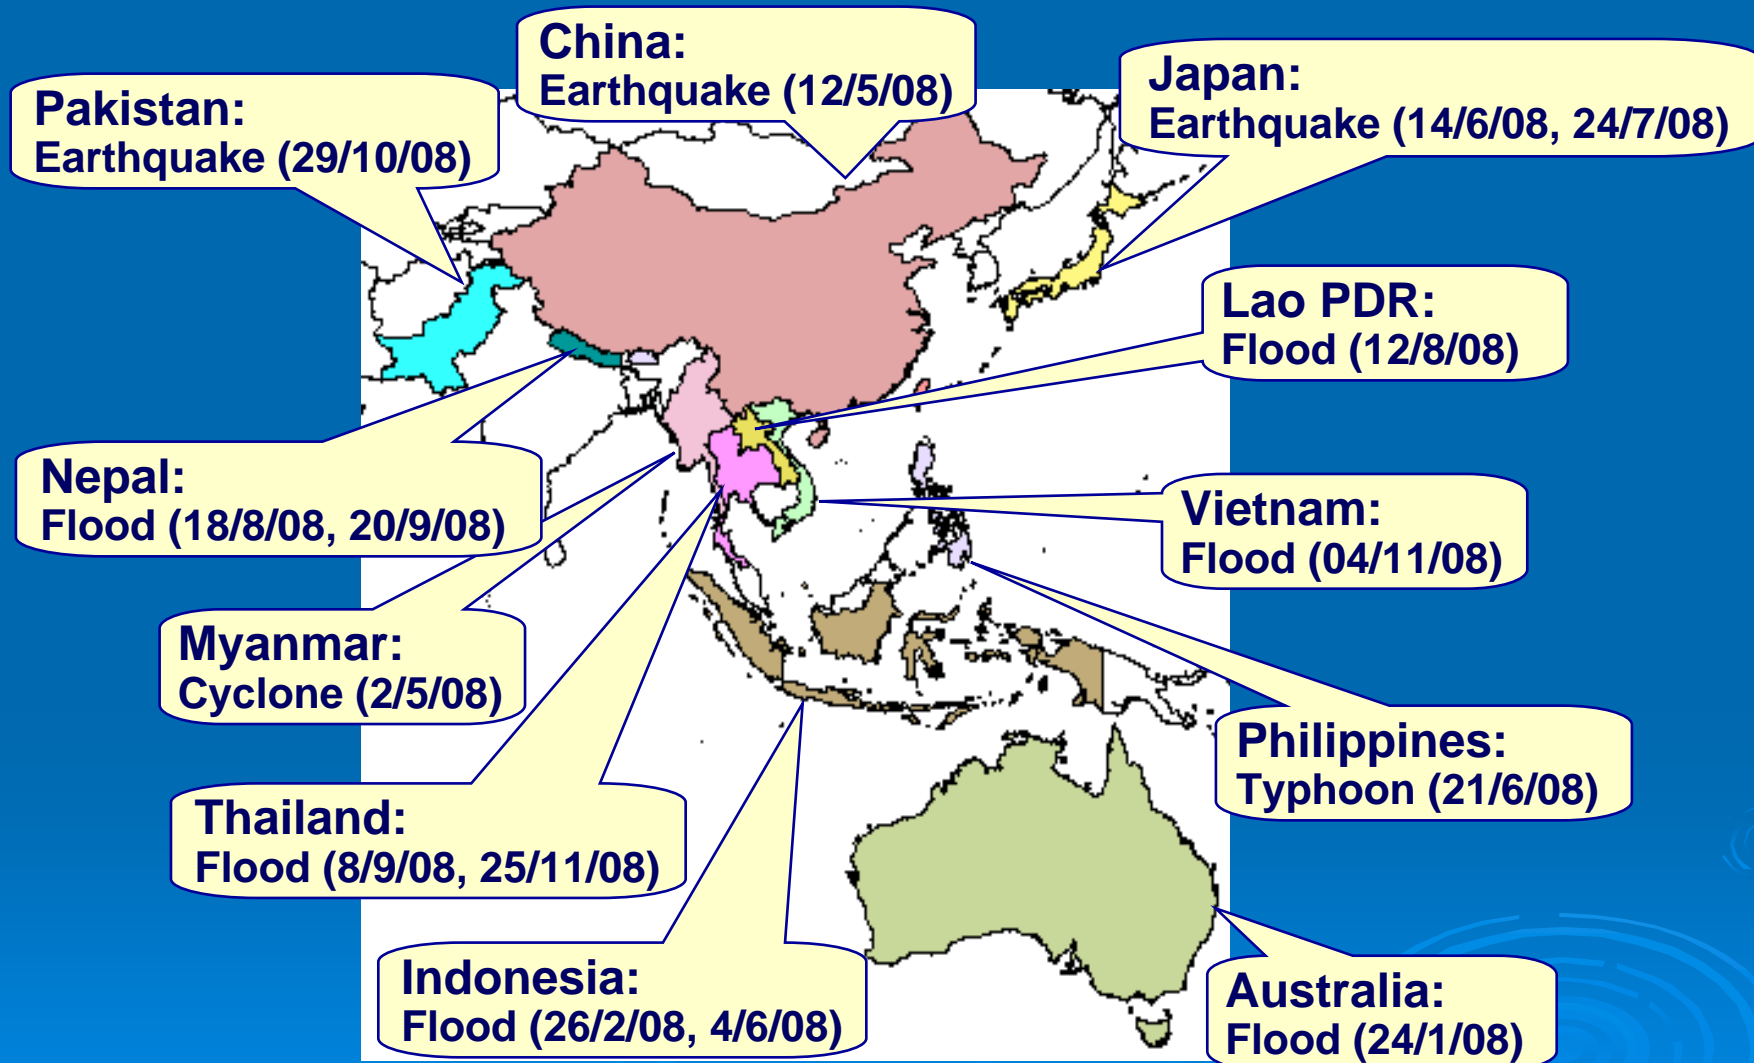 China:
Earthquake (12/5/08)
Japan:
Earthquake (14/6/08, 24/7/08)
Pakistan:
Earthquake (29/10/08)
Lao PDR:
Flood (12/8/08)
Nepal:
Flood (18/8/08, 20/9/08)
Vietnam:
Flood (04/11/08)
Myanmar:
Cyclone (2/5/08)
Philippines:
Typhoon (21/6/08)
Thailand:
Flood (8/9/08, 25/11/08)
Indonesia:
Flood (26/2/08, 4/6/08)
Australia:
Flood (24/1/08)